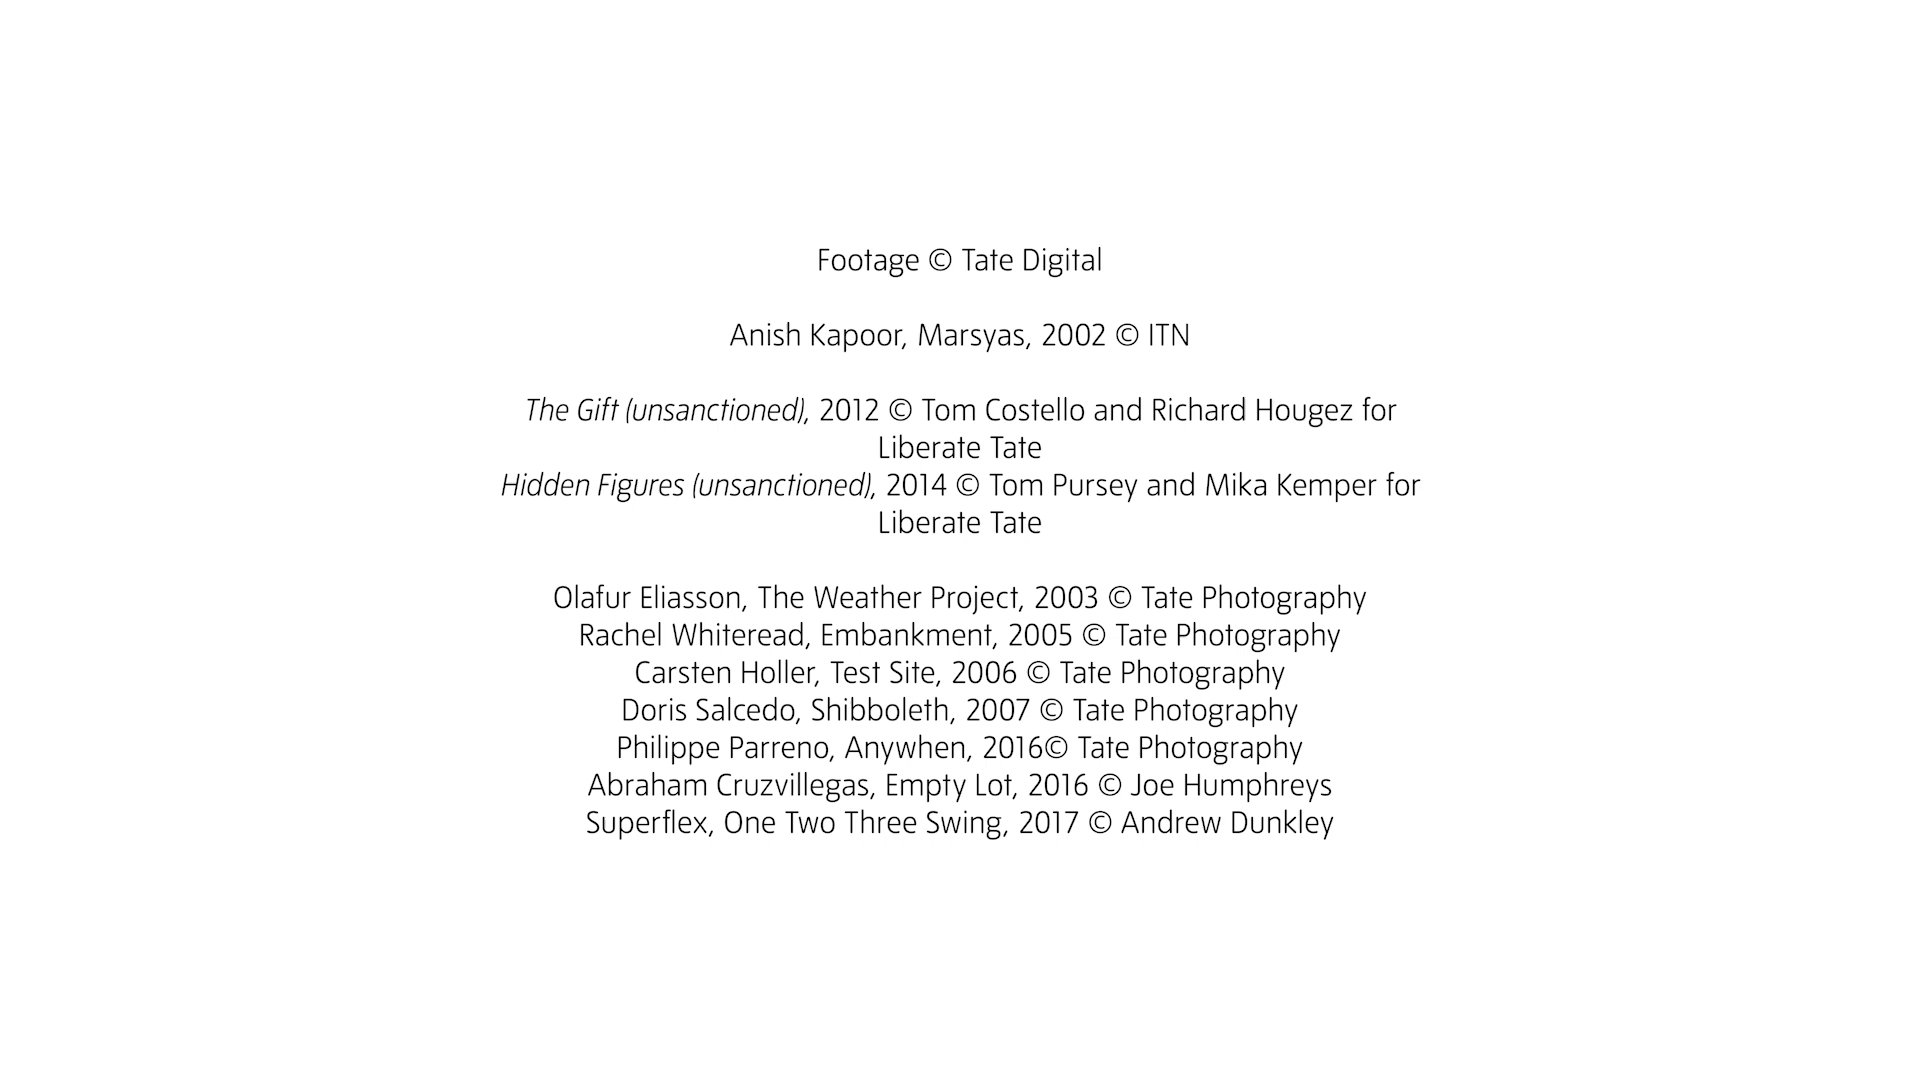 Footage © Tate Digital
Anish Kapoor, Marsyas, 2002 © ITN
The Gift (unsanctioned), 2012 © Tom Costello and Richard Hougez for
Liberate Tate
Hidden Figures (unsanctioned), 2014 © Tom Pursey and Mika Kemper for
Liberate Tate
Olafur Eliasson, The Weather Project, 2003 © Tate Photography
Rachel Whiteread, Embankment, 2005 © Tate Photography
Carsten Holler, Test Site, 2006 © Tate Photography
Doris Salcedo, Shibboleth, 2007 © Tate Photography
Philippe Parreno, Anywhen, 2016© Tate Photography
Abraham Cruzvillegas, Empty Lot, 2016 © Joe Humphreys
Superflex, One Two Three Swing, 2017 © Andrew Dunkley